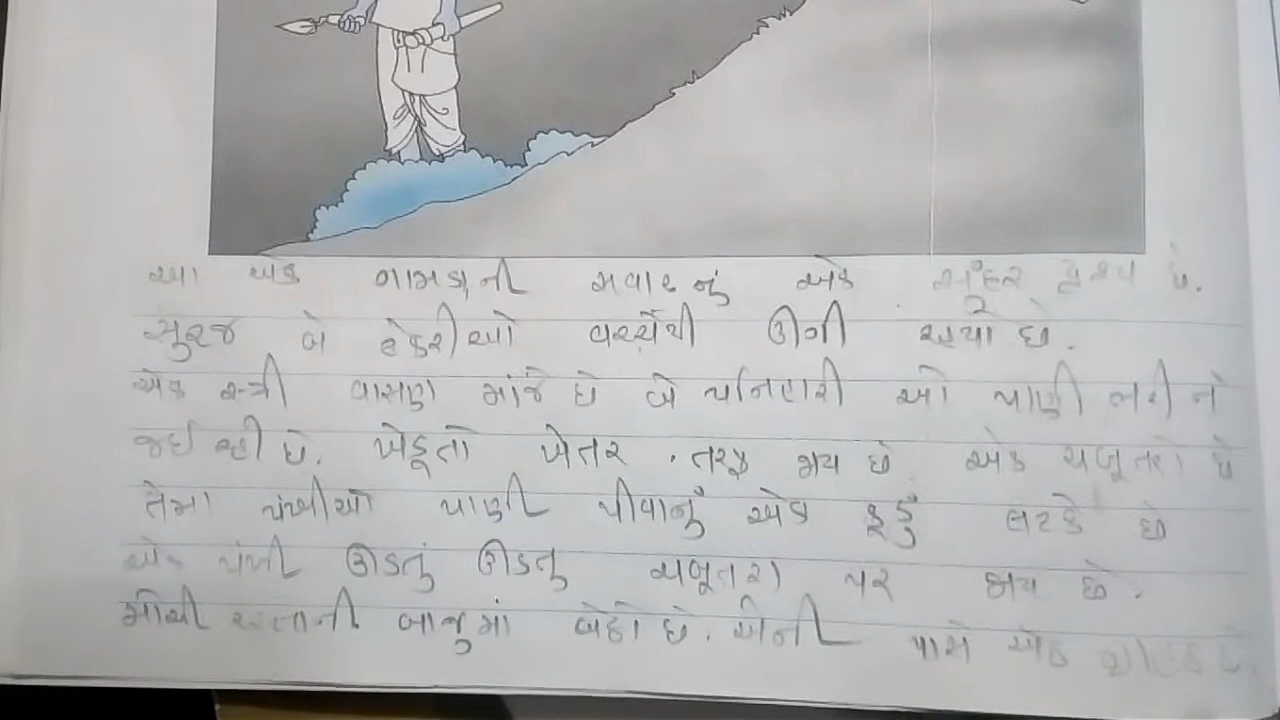 આ એક ગામડાની સવારનું એક સુંદર દ્રશ્ય છે.
સુરજ બે ટેકરીઓ વચ્ચેથી ઊગી રહ્યો છે.
એક સ્ત્રી વાસણ માંજે છે બે પનિહારી ઓ પાણી ભરી ને
જઈ રહી છે. ખેડૂતો ખેતર તરફ જાય છે એક ચબૂતરો છે
તેમા પંખીઓ પાણી પીવાનું એક કૂડું લટકે છે
એક પંખી ઊડતું ઊડતુ ચબૂતરા પર જાય છે.
મોચી રસ્તાની બાજુમાં બેઠો છે. એની પાસે એક